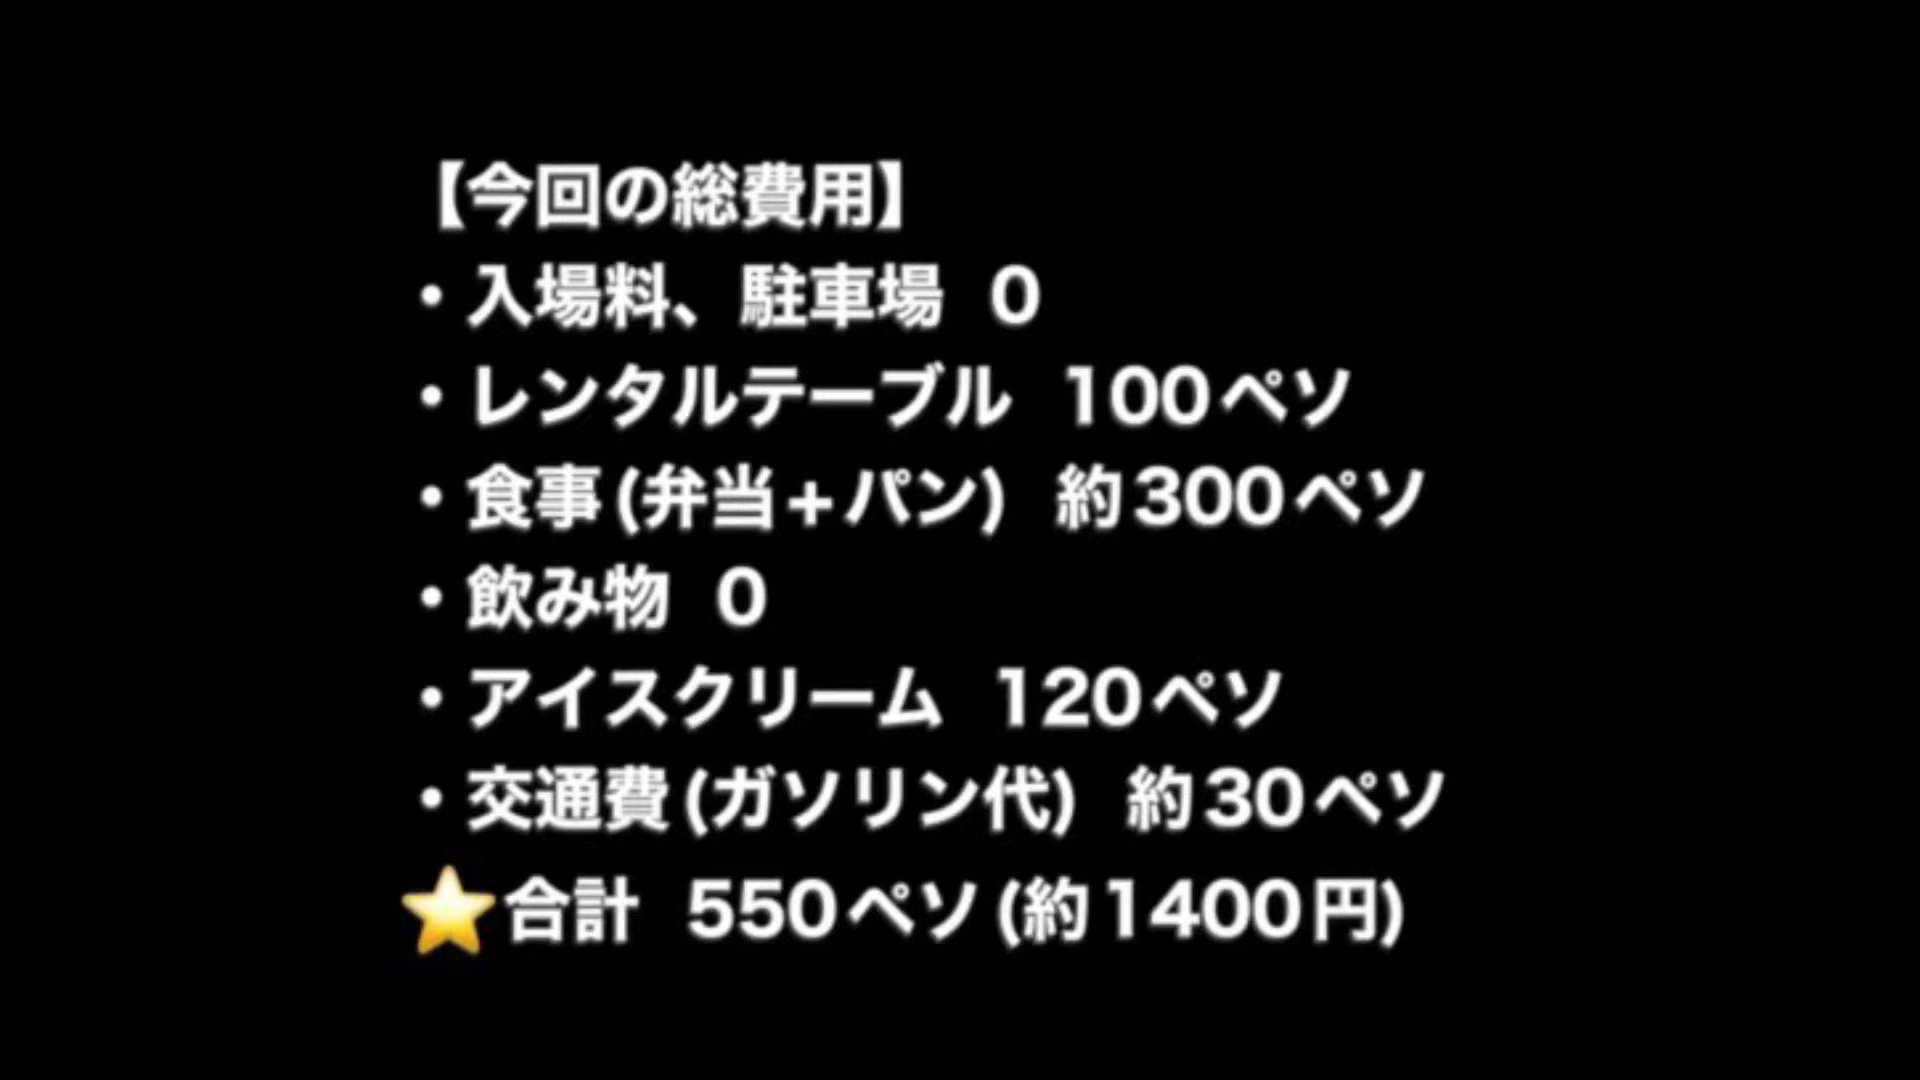 【今回の総費用】
・入場料、駐車場 0
・レンタルテーブル 100ペソ
・食事(弁当+パン) 約300ペソ
・飲み物 0
・アイスクリーム 120ペソ
・交通費(ガソリン代) 約30ペソ
⭐合計 550ペソ(約1400円)